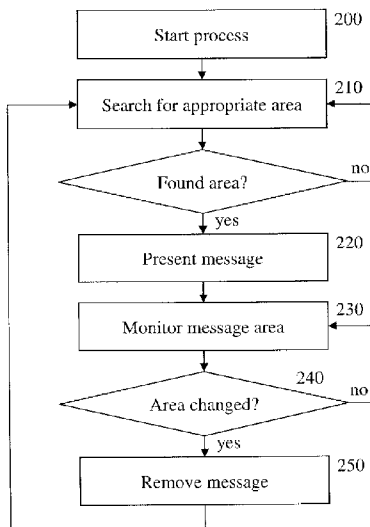 Start process
200
Search for appropriate area
210
Found area?
no
yes
220
Present message
230
Monitor message area
240
Area changed?
no
yes
250
Remove message